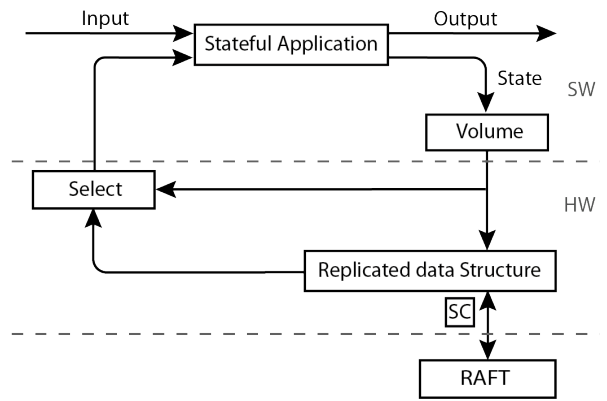 Input
Output
Stateful Application
State
SW
Volume
Select
HW
Replicated data Structure
SC
RAFT